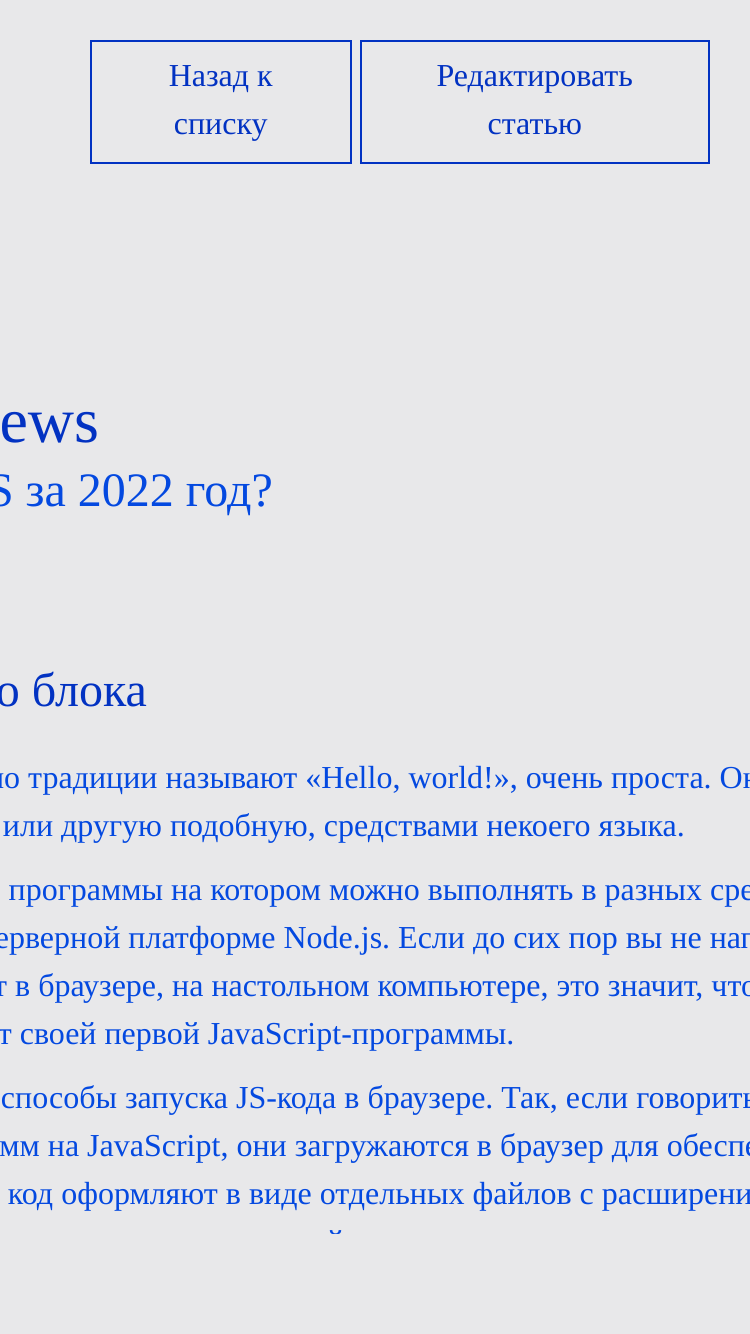 Назад к
списку
Редактировать
статью
ews
S за 2022 год?
о блока
по традиции называют «Hello, world!», очень проста. Он
или другую подобную, средствами некоего языка.
программы на котором можно выполнять в разных сре
ерверной платформе Node.js. Если до сих пор вы не нап
т в браузере, на настольном компьютере, это значит, что
т своей первой JavaScript-программы.
способы запуска JS-кода в браузере. Так, если говорить
мм на JavaScript, они загружаются в браузер для обеспе
код оформляют в виде отдельных файлов с расширени